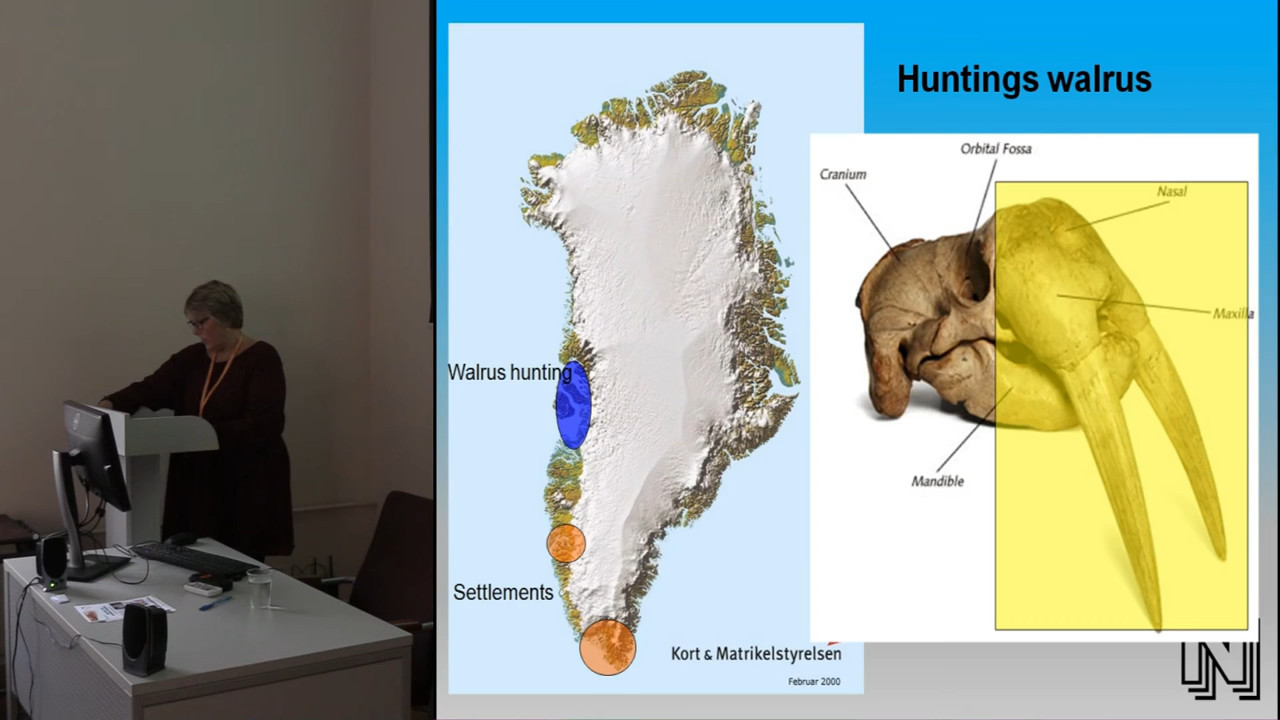 Huntings walrus
Orbital Fossa
Cranium
Nasal
Maxilla
Mandible
Walrus hunting
Settlements
Kort & Matrikelstyrelsen
Februar 2000
N